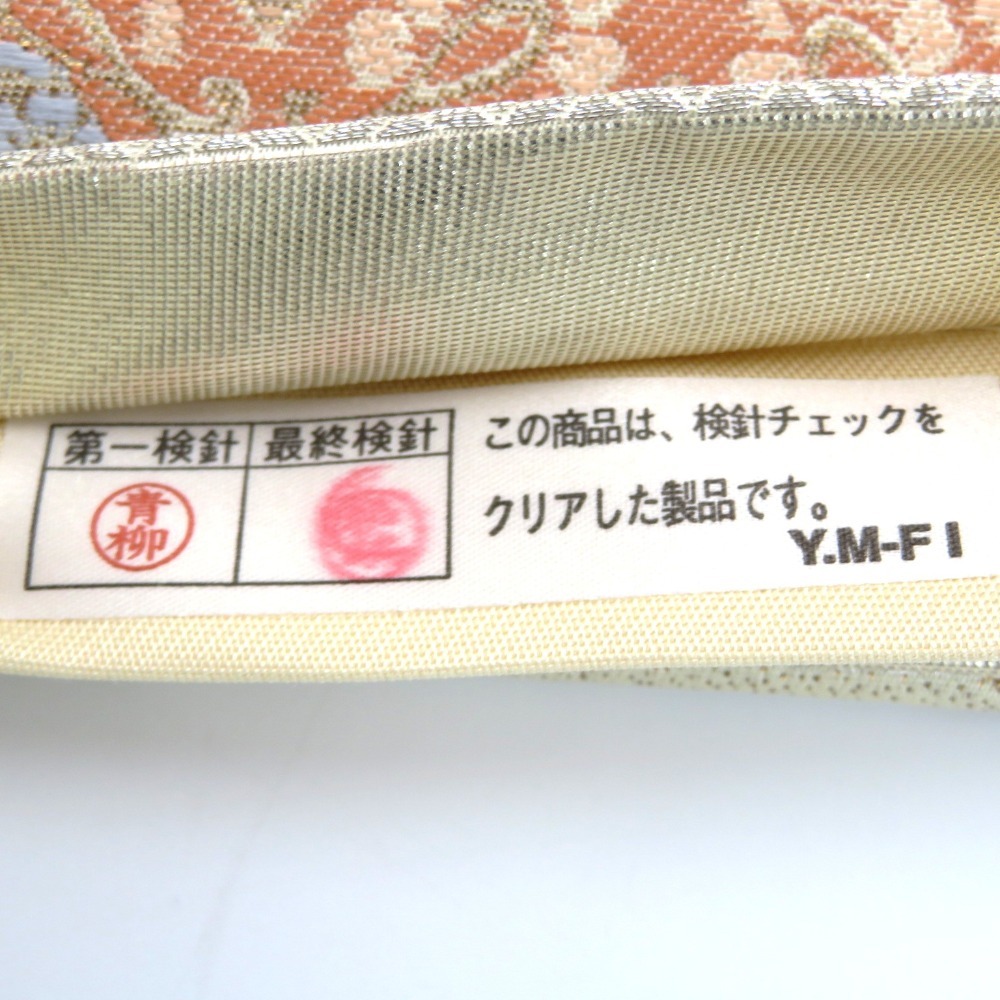 第一検針 最終検針
青柳
この商品は、検針チェックを
クリアした製品です。
Y.M-FI